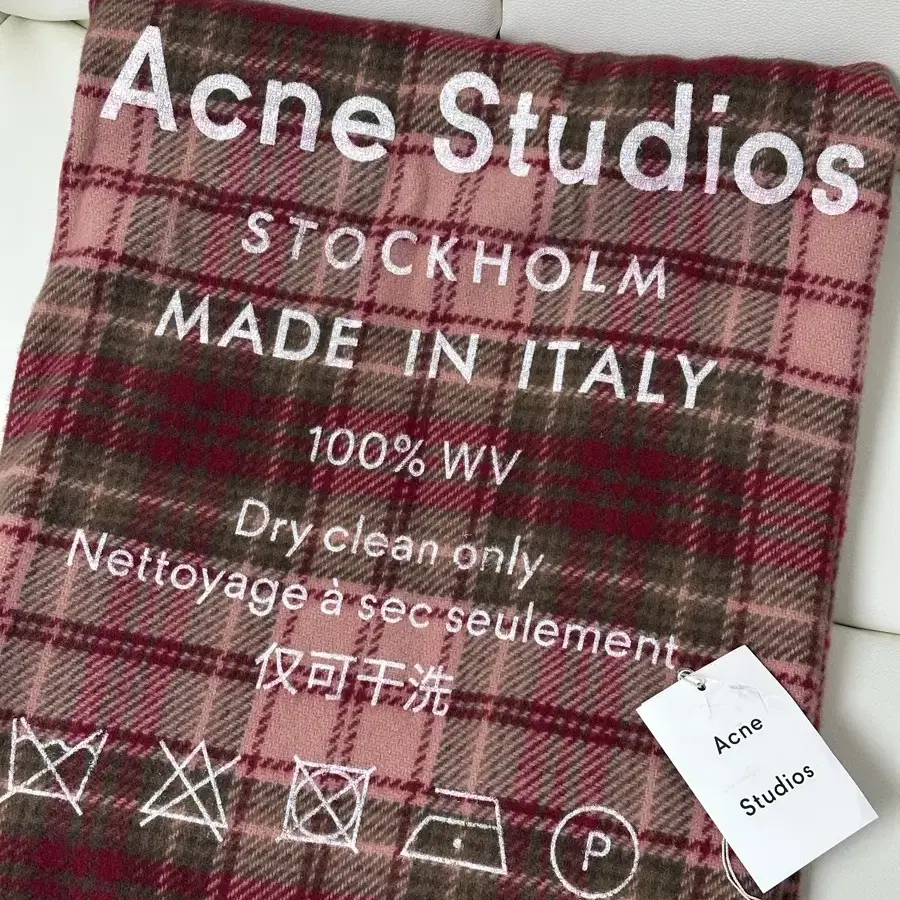 Acne Studios
STOCKHOLM
MADE IN ITALY
100% WV
Dry clean only
Nettoyage à sec seulement
仅可干洗
P
Acne
Studios